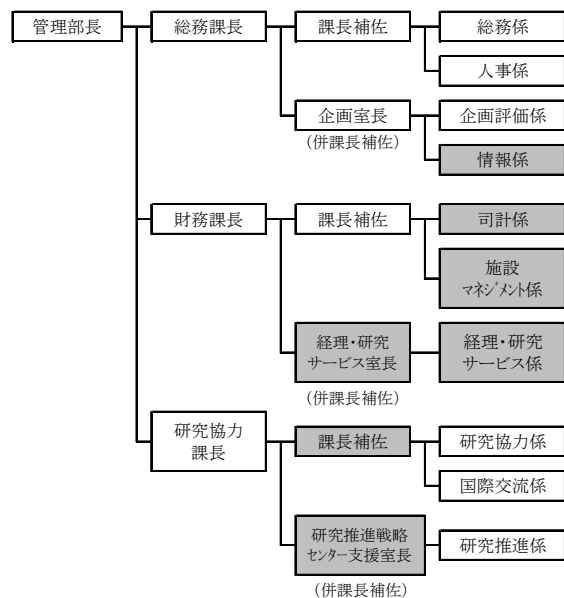 管理部長
総務課長
課長補佐
総務係
人事係
企画室長
(併課長補佐)
企画評価係
情報係
財務課長
課長補佐
司計係
施設
マネジメント係
経理・研究
サービス室長
(併課長補佐)
経理・研究
サービス係
研究協力
課長
課長補佐
研究協力係
国際交流係
研究推進戦略
センター支援室長
(併課長補佐)
研究推進係